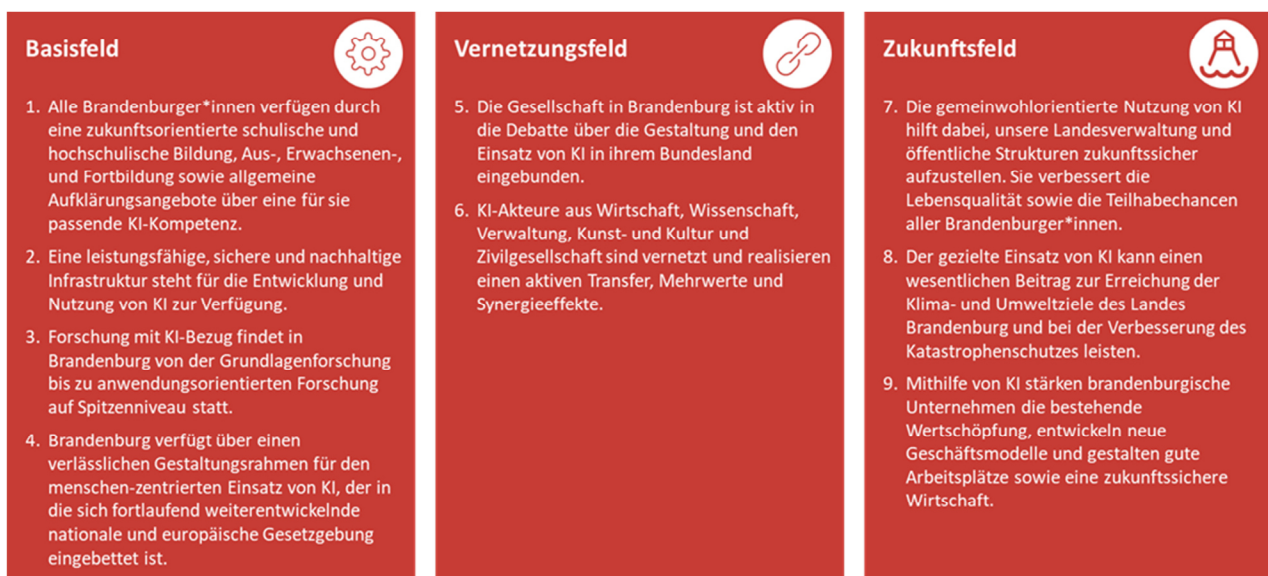 Basisfeld
1. Alle Brandenburger*innen verfügen durch
eine zukunftsorientierte schulische und
hochschulische Bildung, Aus-, Erwachsenen-,
und Fortbildung sowie allgemeine
Aufklärungsangebote über eine für sie
passende KI-Kompetenz.
2. Eine leistungsfähige, sichere und nachhaltige
Infrastruktur steht für die Entwicklung und
Nutzung von KI zur Verfügung.
3. Forschung mit KI-Bezug findet in
Brandenburg von der Grundlagenforschung
bis zu anwendungsorientierten Forschung
auf Spitzenniveau statt.
4. Brandenburg verfügt über einen
verlässlichen Gestaltungsrahmen für den
menschen-zentrierten Einsatz von KI, der in
die sich fortlaufend weiterentwickelnde
nationale und europäische Gesetzgebung
eingebettet ist.
Vernetzungsfeld
5. Die Gesellschaft in Brandenburg ist aktiv in
die Debatte über die Gestaltung und den
Einsatz von KI in ihrem Bundesland
eingebunden.
6. KI-Akteure aus Wirtschaft, Wissenschaft,
Verwaltung, Kunst- und Kultur und
Zivilgesellschaft sind vernetzt und realisieren
einen aktiven Transfer, Mehrwerte und
Synergieeffekte.
Zukunftsfeld
7. Die gemeinwohlorientierte Nutzung von KI
hilft dabei, unsere Landesverwaltung und
öffentliche Strukturen zukunftssicher
aufzustellen. Sie verbessert die
Lebensqualität sowie die Teilhabechancen
aller Brandenburger*innen.
8. Der gezielte Einsatz von KI kann einen
wesentlichen Beitrag zur Erreichung der
Klima- und Umweltziele des Landes
Brandenburg und bei der Verbesserung des
Katastrophenschutzes leisten.
9. Mithilfe von KI stärken brandenburgische
Unternehmen die bestehende
Wertschöpfung, entwickeln neue
Geschäftsmodelle und gestalten gute
Arbeitsplätze sowie eine zukunftssichere
Wirtschaft.